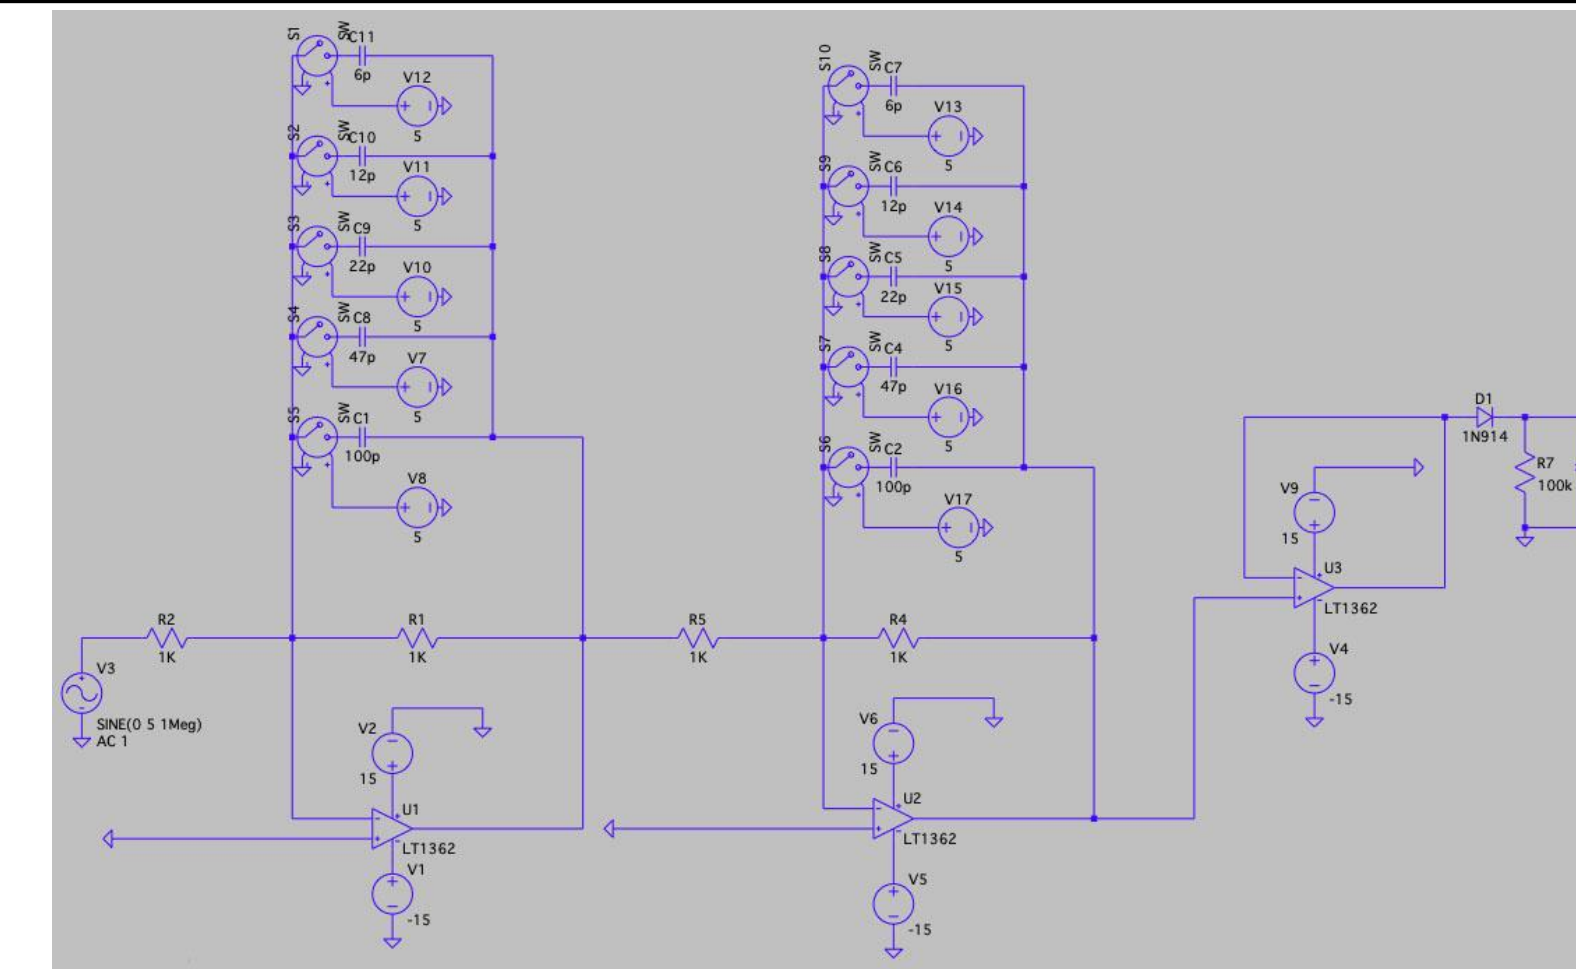 S1
SW
C11
6p
V12
5
S2
SW
C10
12p
V11
5
S3
SW
C9
22p
V10
5
S4
SW
C8
47p
V7
5
S5
SW
C1
100p
V8
5
S10
SW
C7
6p
V13
5
S9
SW
C6
12p
V14
5
S8
SW
C5
22p
V15
5
S7
SW
C4
47p
V16
5
S6
SW
C2
100p
V17
5
R2
1K
R1
1K
R5
1K
R4
1K
V3
SINE(0 5 1Meg)
AC 1
V2
15
U1
LT1362
V1
-15
V6
15
U2
LT1362
V5
-15
V9
15
U3
LT1362
V4
-15
D1
1N914
R7
100k